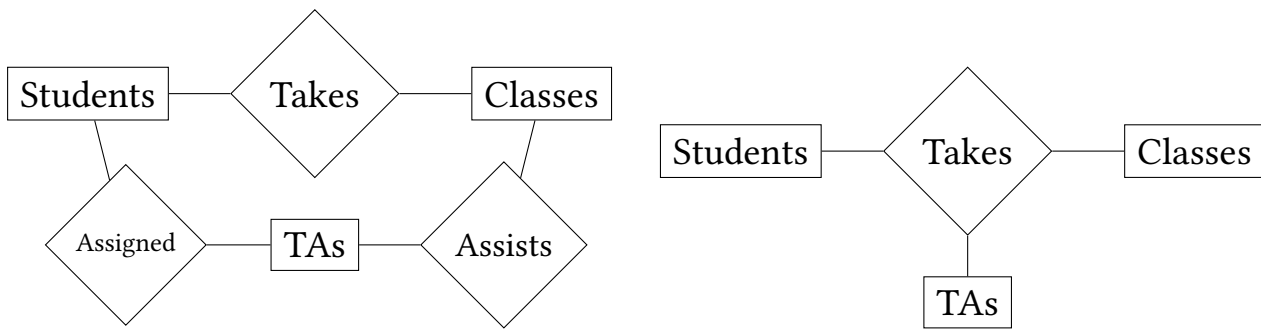 Students
Takes
Classes
Assigned
TAs
Assists
Students
Takes
Classes
TAs